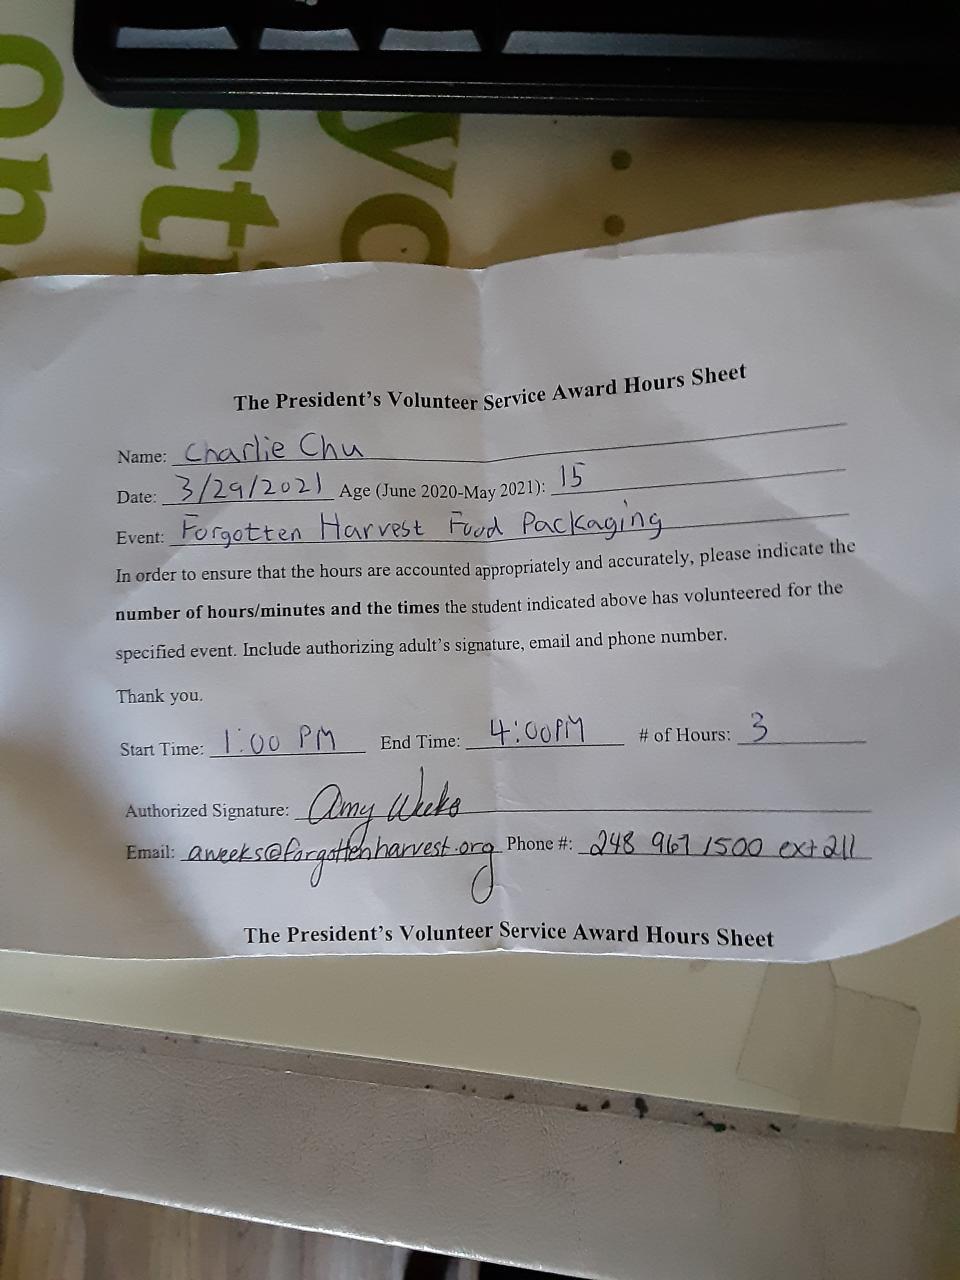 on
cti
yo
The President's Volunteer Service Award Hours Sheet
Name: Charlie Chu
Date: 3/29/2021 Age (June 2020-May 2021): 15
Event: Forgotten Harvest Food Packaging
In order to ensure that the hours are accounted appropriately and accurately, please indicate the
number of hours/minutes and the times the student indicated above has volunteered for the
specified event. Include authorizing adult's signature, email and phone number.
Thank you.
Start Time: 1:00 PM End Time: 4:00PM # of Hours: 3
Authorized Signature: Amy Weeks
Email: aweeks@forgottenharvest.org Phone #: 248 967 1500 ext 211
The President's Volunteer Service Award Hours Sheet